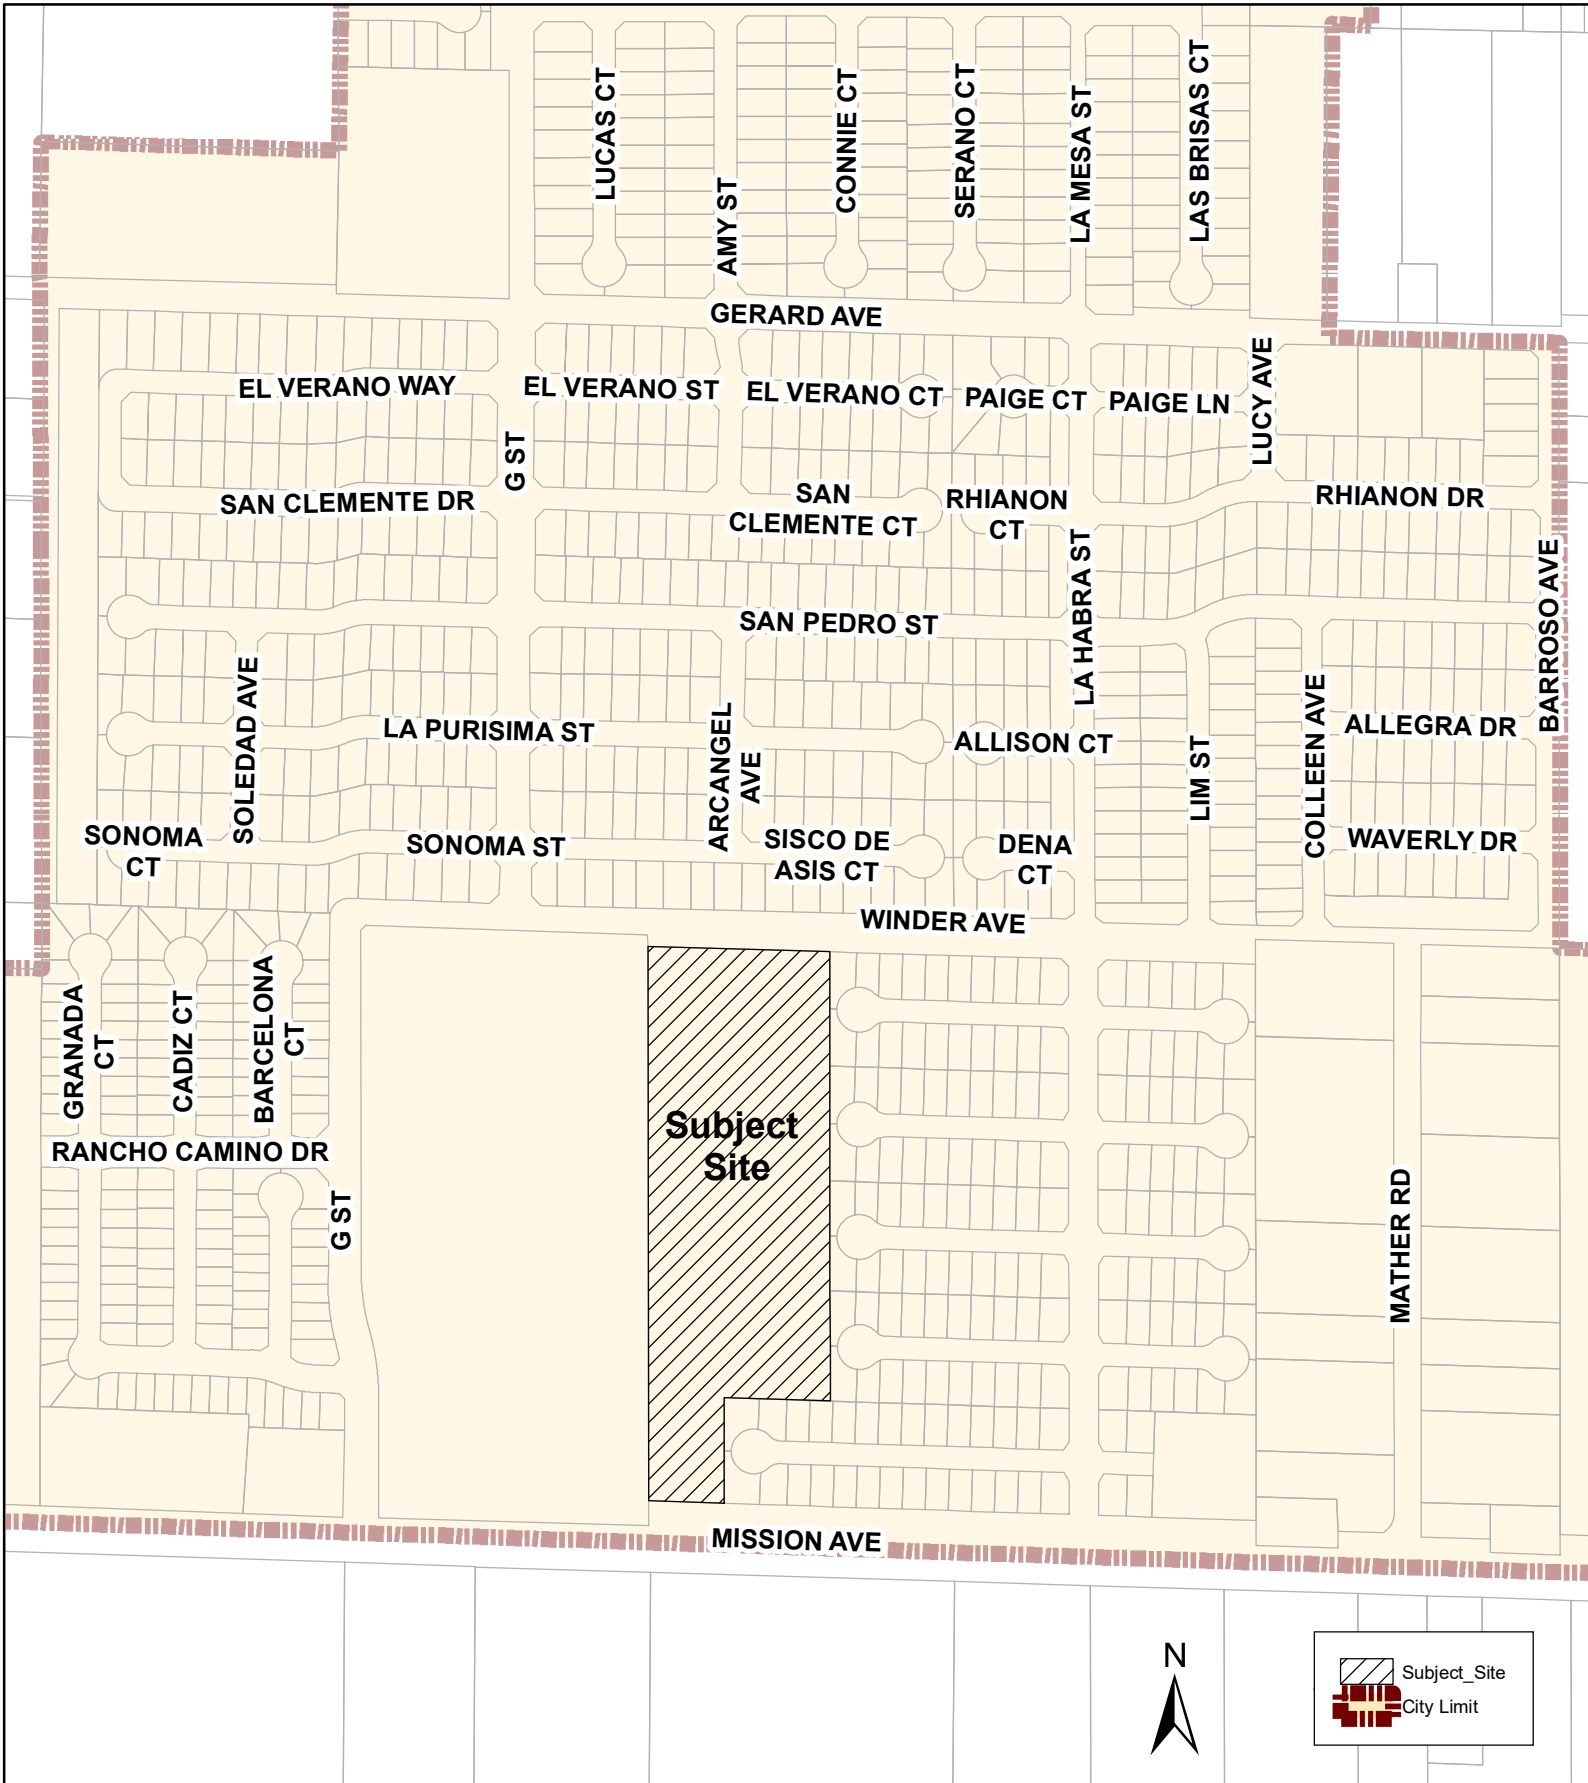 LUCAS CT
AMY ST
CONNIE CT
SERANO CT
LA MESA ST
LAS BRISAS CT
GERARD AVE
EL VERANO WAY
EL VERANO ST
EL VERANO CT
PAIGE CT
PAIGE LN
LUCY AVE
G ST
SAN CLEMENTE DR
SAN
CLEMENTE CT
RHIANON
CT
RHIANON DR
LA HABRA ST
BARROSO AVE
SAN PEDRO ST
SOLEDAD AVE
LA PURISIMA ST
ARCANGEL
AVE
ALLISON CT
LIM ST
COLLEEN AVE
ALLEGRA DR
SONOMA
CT
SONOMA ST
SISCO DE
ASIS CT
DENA
CT
WAVERLY DR
WINDER AVE
GRANADA
CT
CADIZ CT
BARCELONA
CT
RANCHO CAMINO DR
G ST
Subject
Site
MATHER RD
MISSION AVE
N
Subject_Site
City Limit